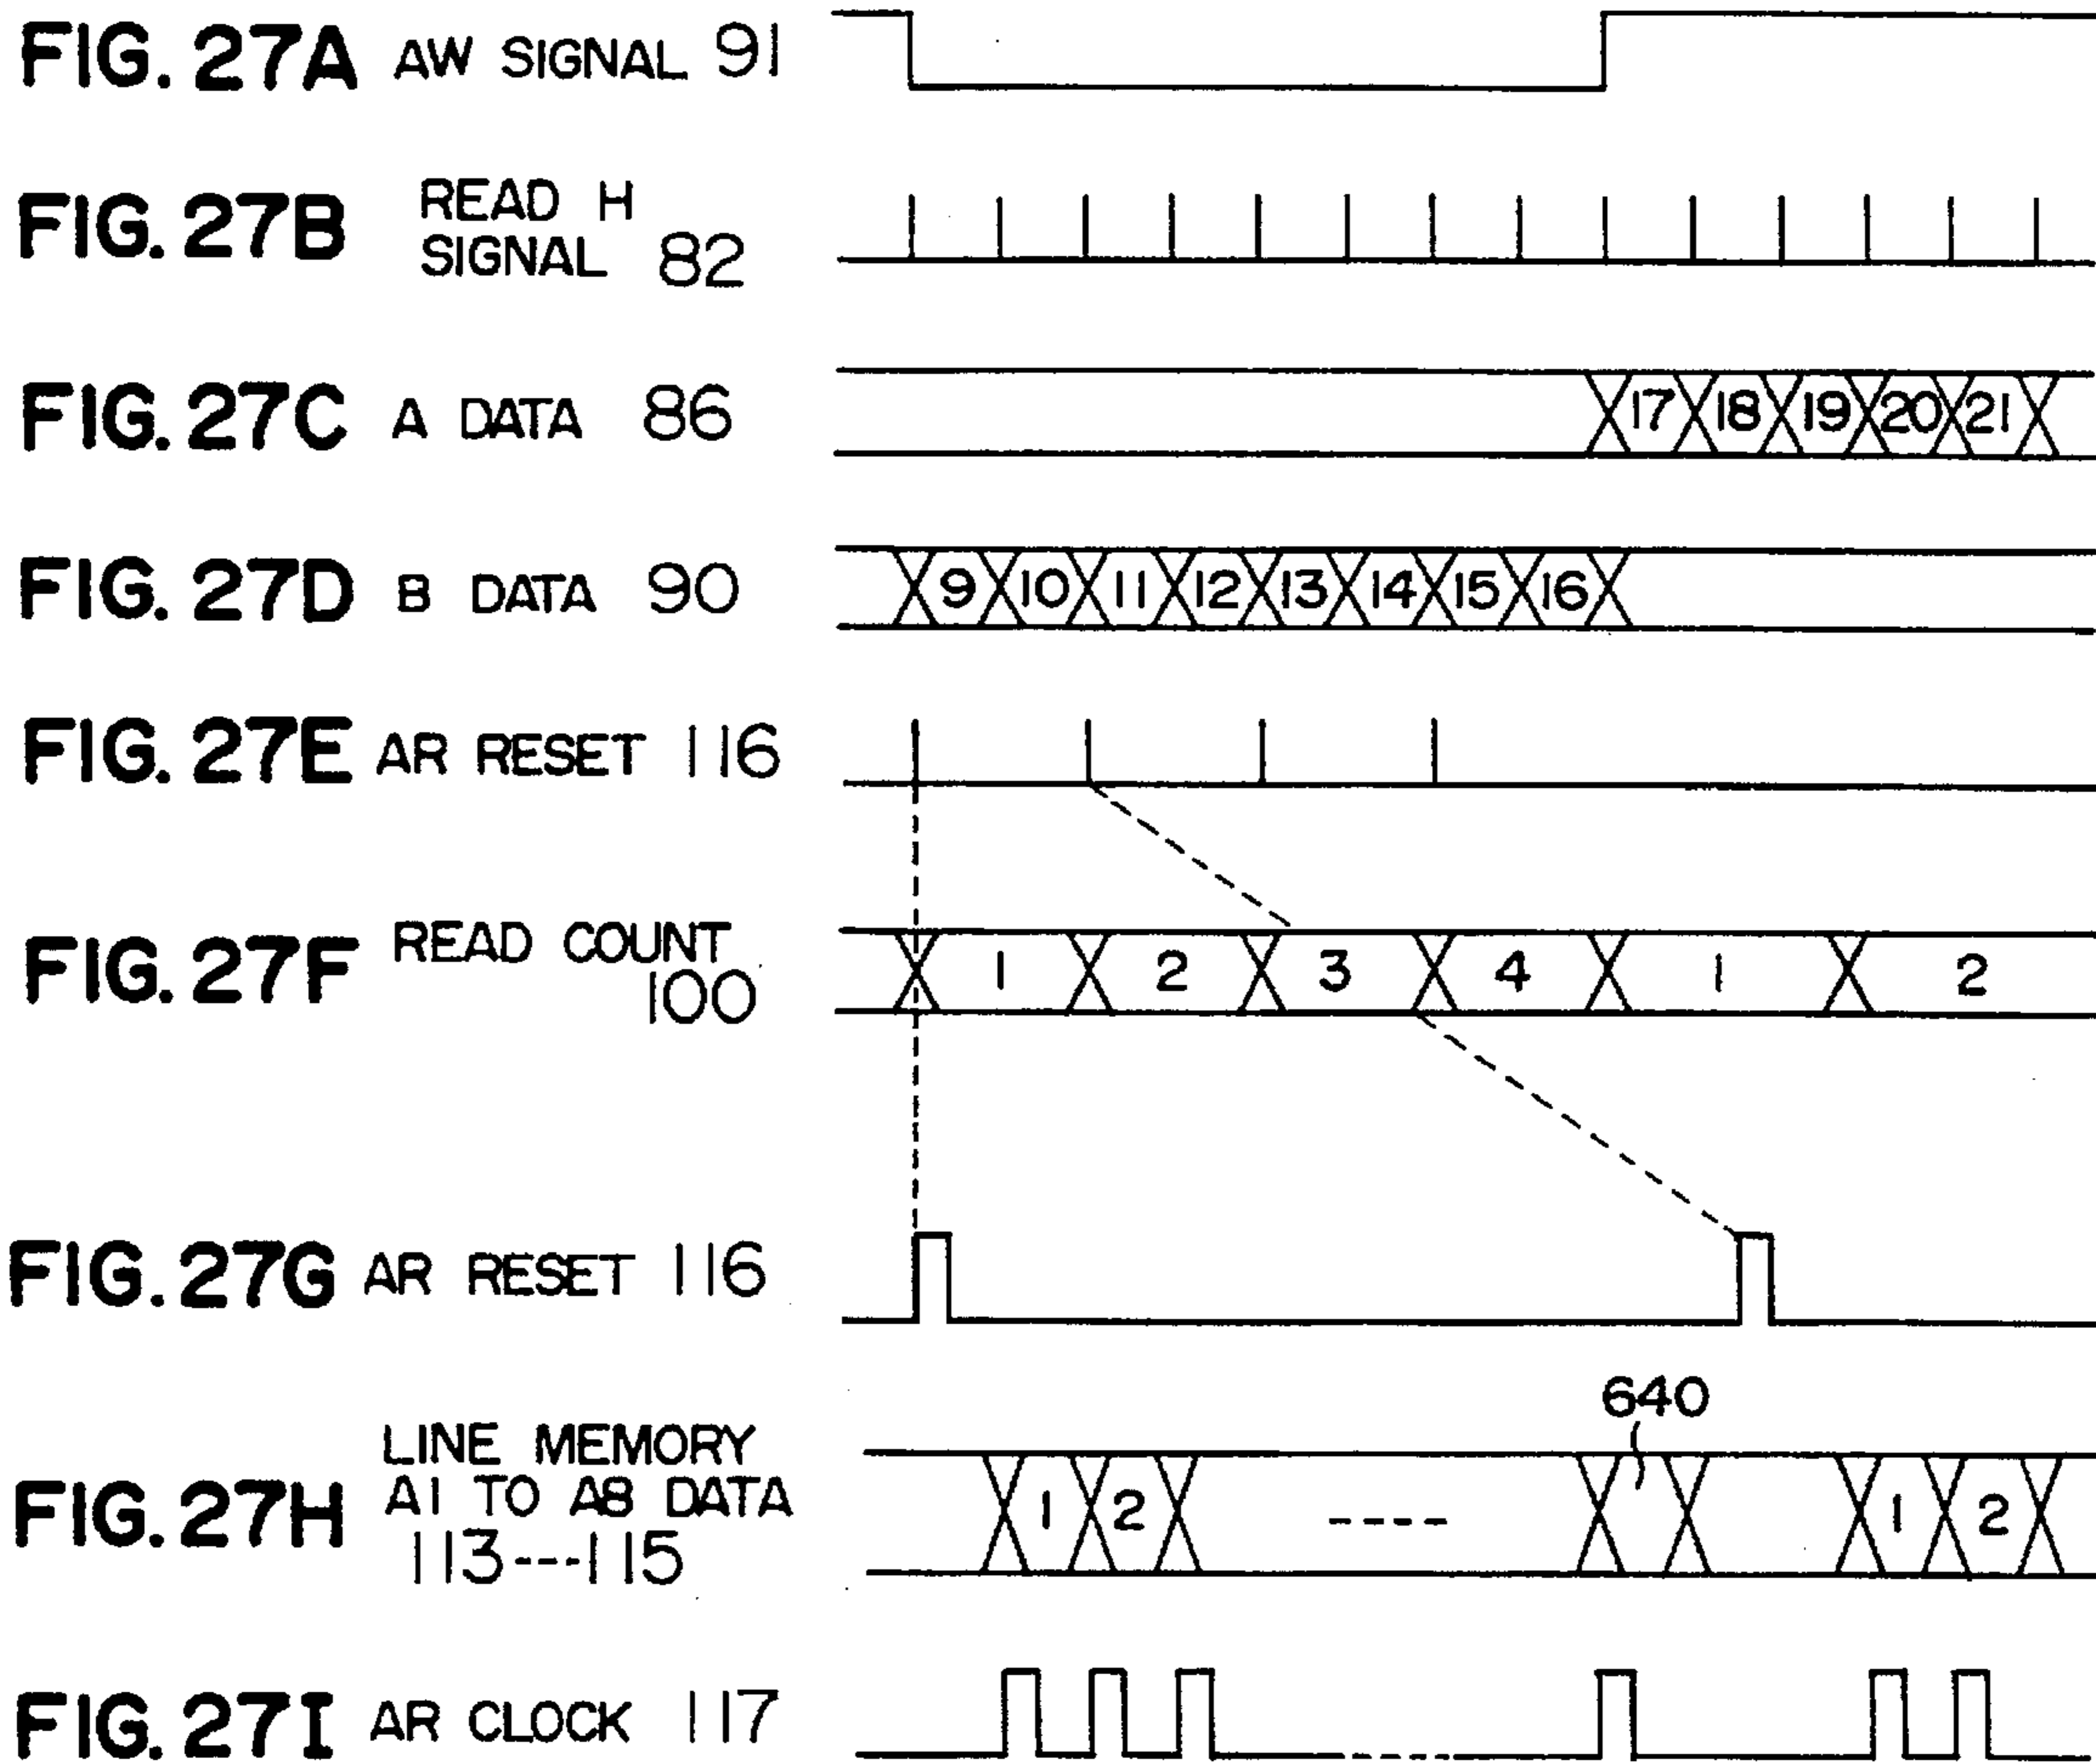 FIG. 27A AW SIGNAL 91
FIG. 27B READ H
SIGNAL 82
FIG. 27C A DATA 86
17 18 19 20 21
FIG. 27D B DATA 90
9 10 11 12 13 14 15 16
FIG. 27E AR RESET 116
FIG. 27F READ COUNT
100
1 2 3 4 1 2
FIG. 27G AR RESET 116
640
FIG. 27H LINE MEMORY
A1 TO A8 DATA
113---115
1 2 ---- 1 2
FIG. 27I AR CLOCK 117